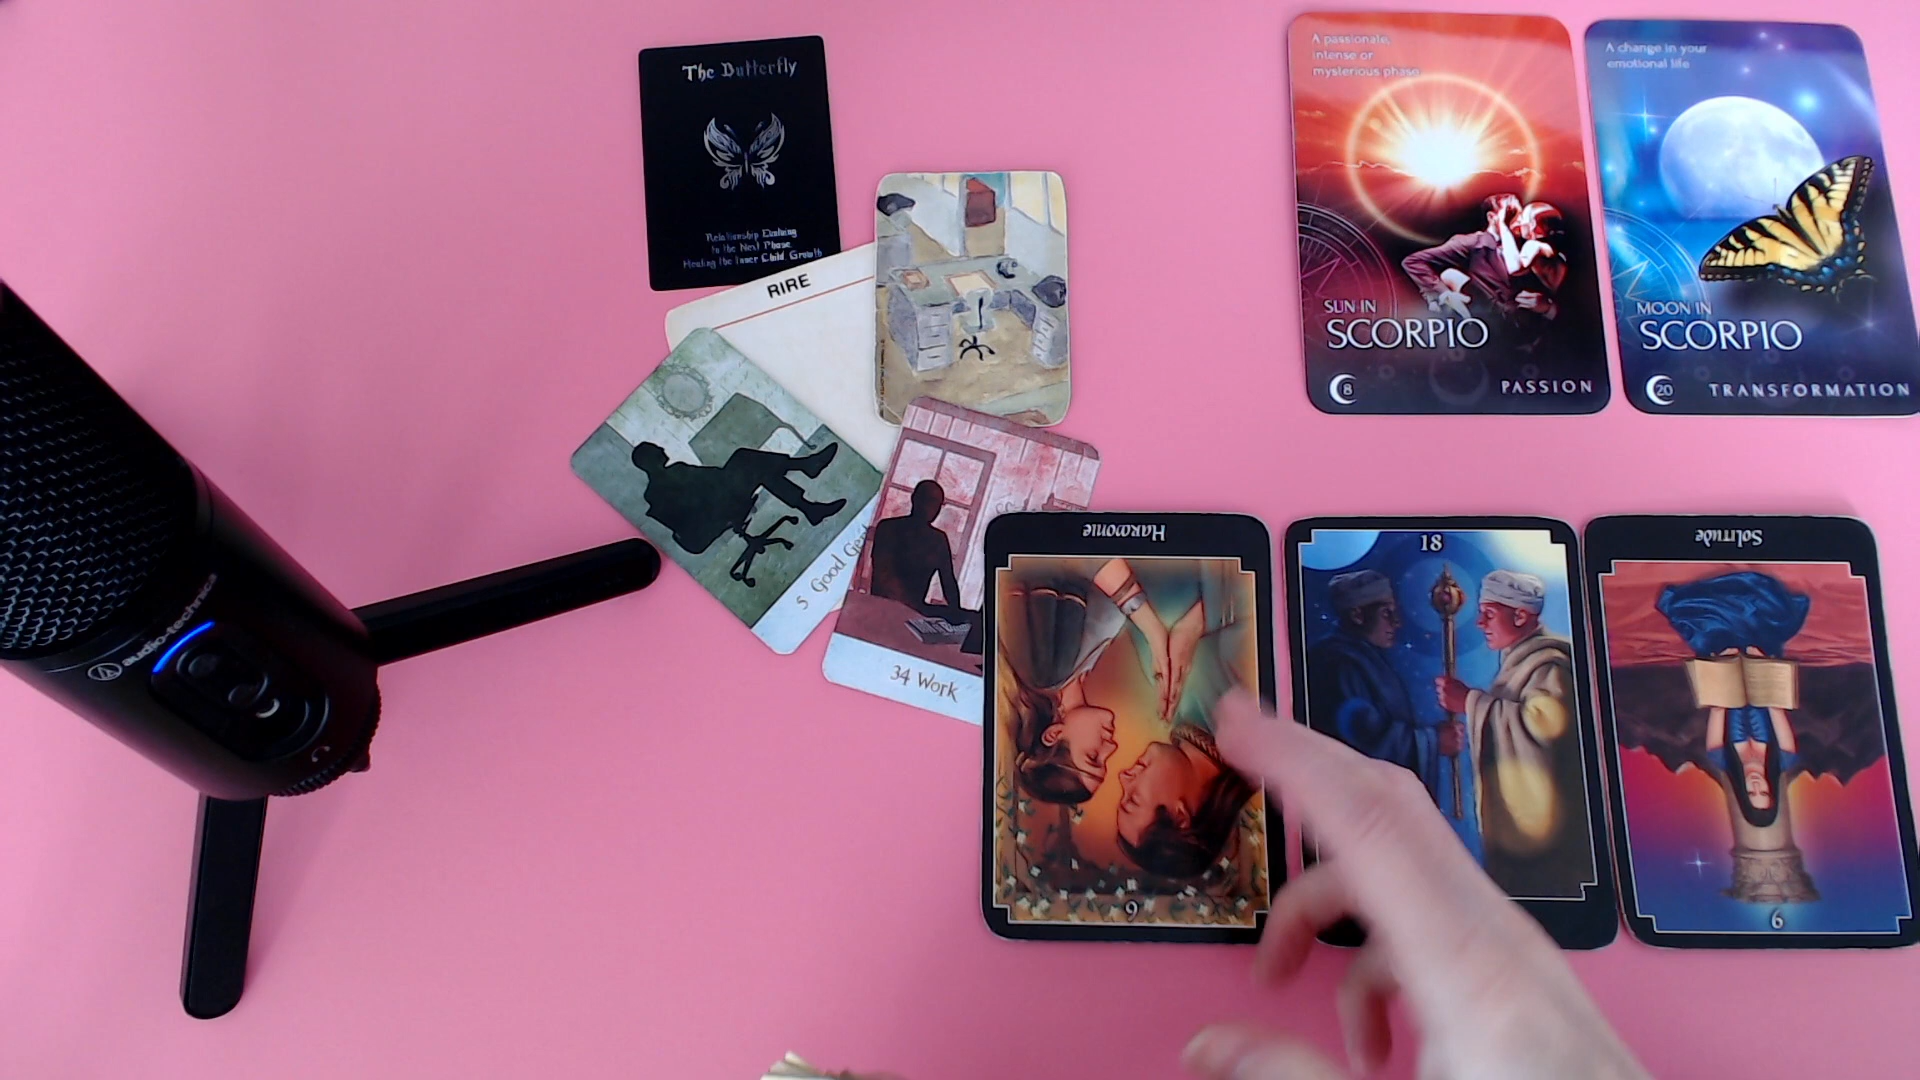 The Butterfly
Relationship Evolving
to the Next Phase
Healing the Inner Child, Growth
RIRE
5 Good
34 Work
audio-technica
A passionate,
intense or
mysterious phase
SUN IN
SCORPIO
8
PASSION
A change in your
emotional life
MOON IN
SCORPIO
20
TRANSFORMATION
Harmonie
6
18
Solitude
9